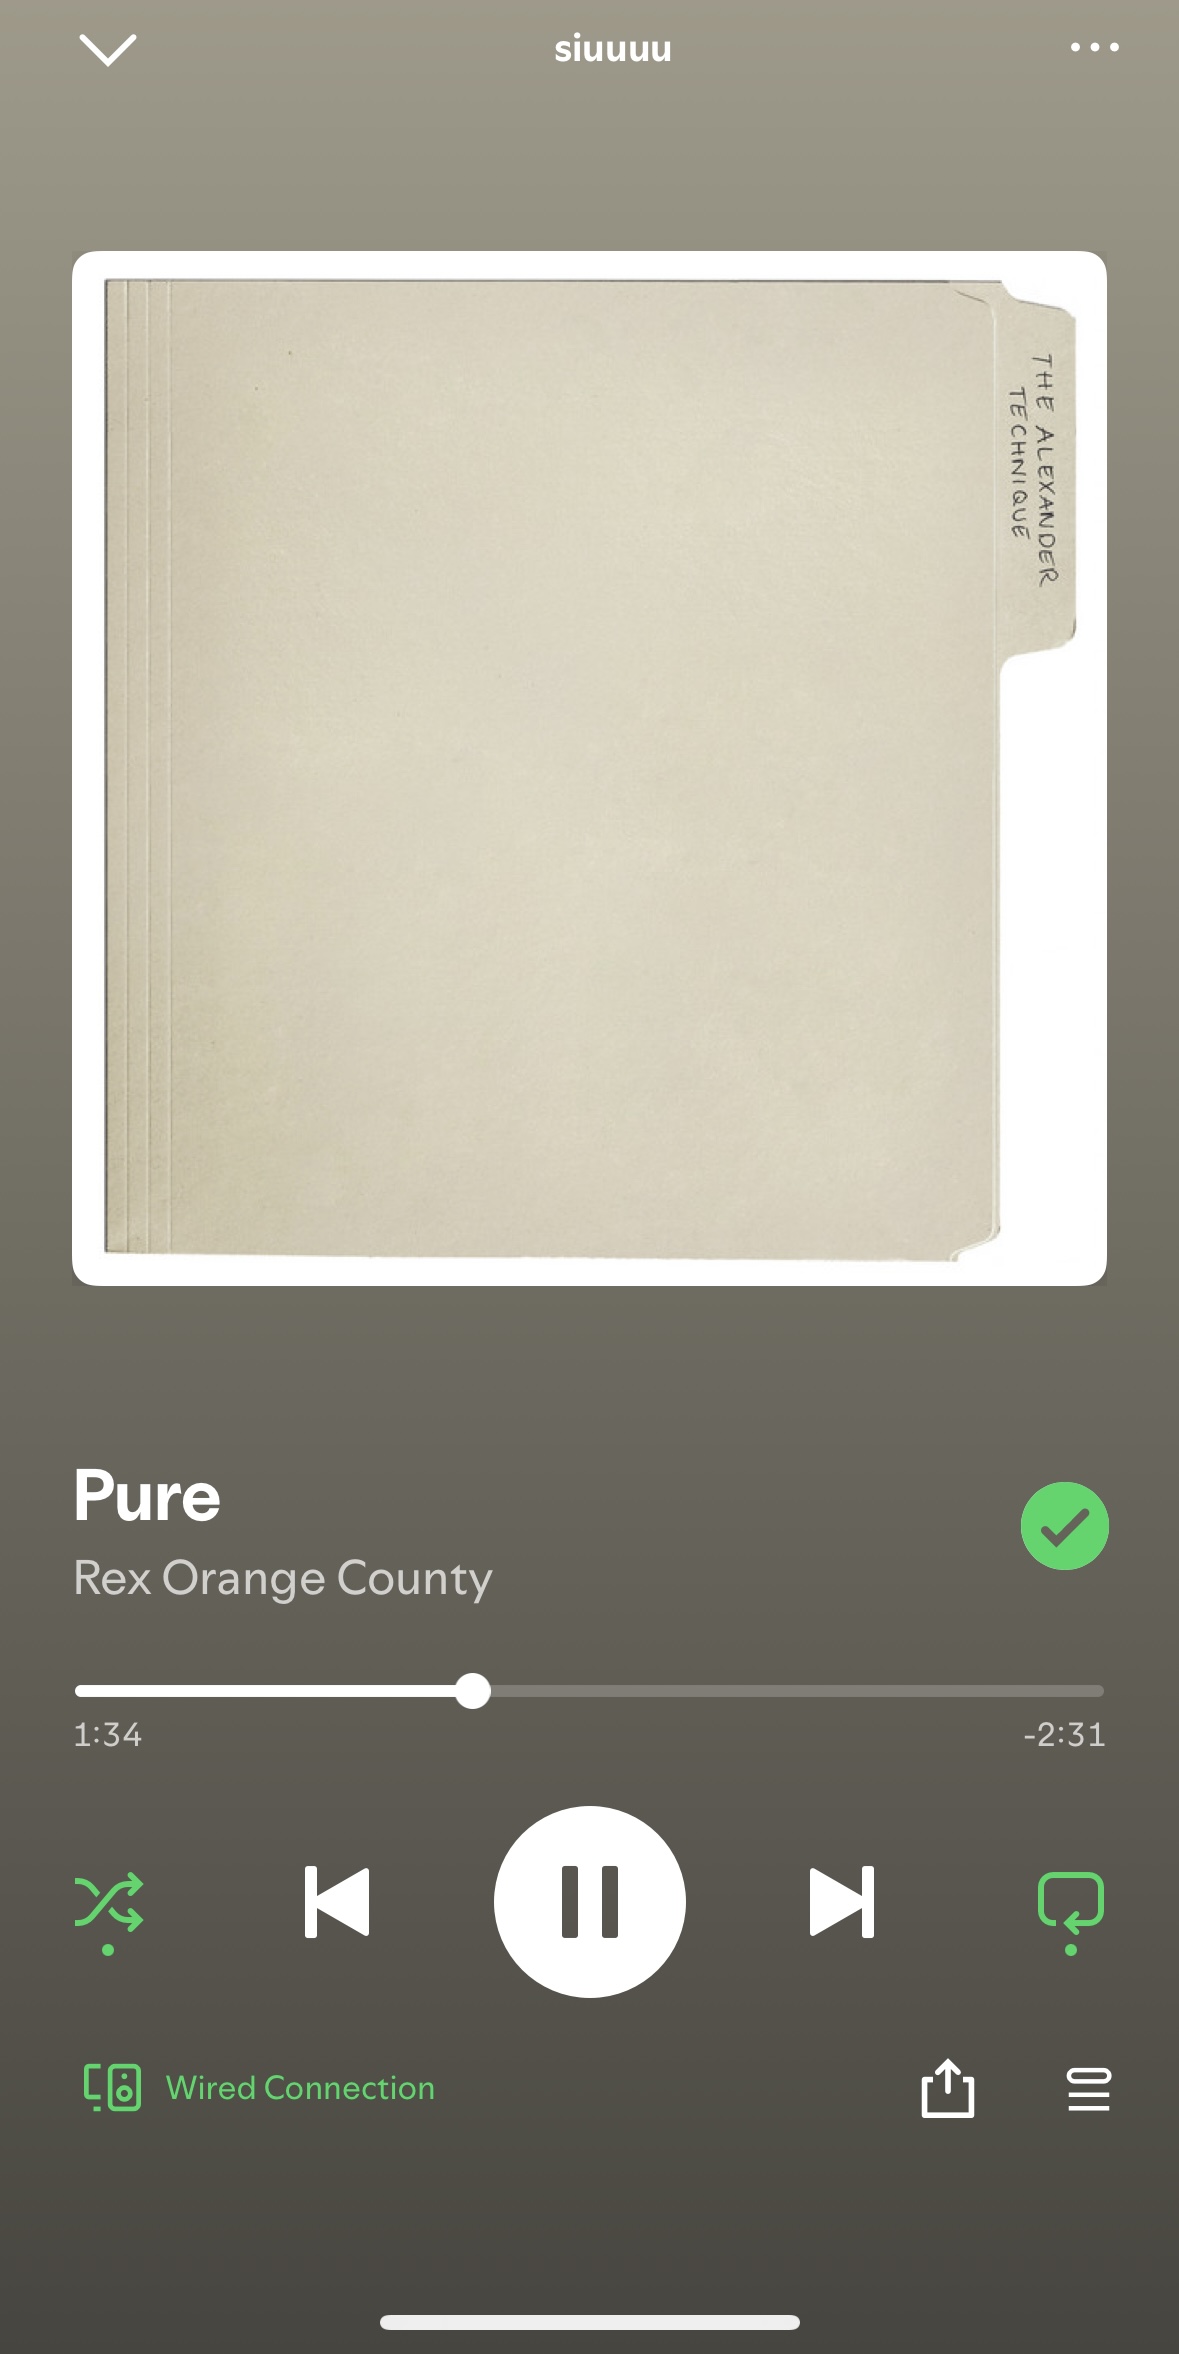 siuuuu
THE ALEXANDER
TECHNIQUE
Pure
Rex Orange County
1:34
-2:31
Wired Connection